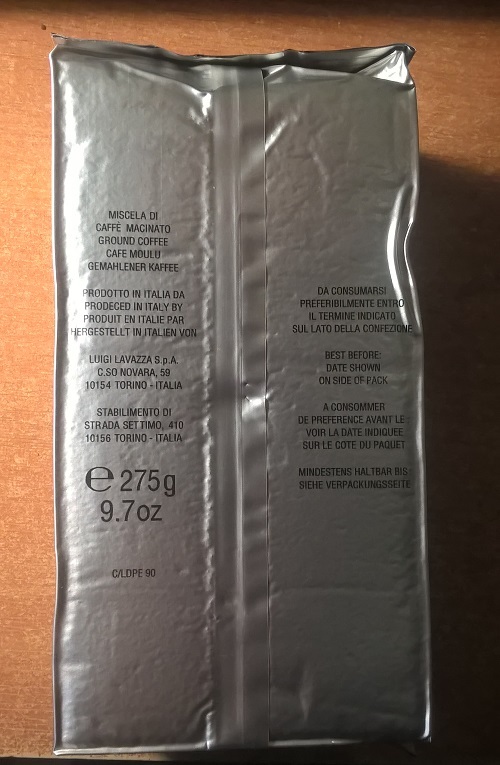 MISCELA DI
CAFFÈ MACINATO
GROUND COFFEE
CAFE MOULU
GEMAHLENER KAFFEE
PRODOTTO IN ITALIA DA
PRODECED IN ITALY BY
PRODUIT EN ITALIE PAR
HERGESTELLT IN ITALIEN VON
LUIGI LAVAZZA S.p.A.
C.SO NOVARA, 59
10154 TORINO - ITALIA
STABILIMENTO DI
STRADA SETTIMO, 410
10156 TORINO - ITALIA
℮ 275g
9.7oz
C/LDPE 90
DA CONSUMARSI
PREFERIBILMENTE ENTRO
IL TERMINE INDICATO
SUL LATO DELLA CONFEZIONE
BEST BEFORE:
DATE SHOWN
ON SIDE OF PACK
A CONSOMMER
DE PREFERENCE AVANT LE
VOIR LA DATE INDIQUEE
SUR LE COTE DU PAQUET
MINDESTENS HALTBAR BIS:
SIEHE VERPACKUNGSSEITE